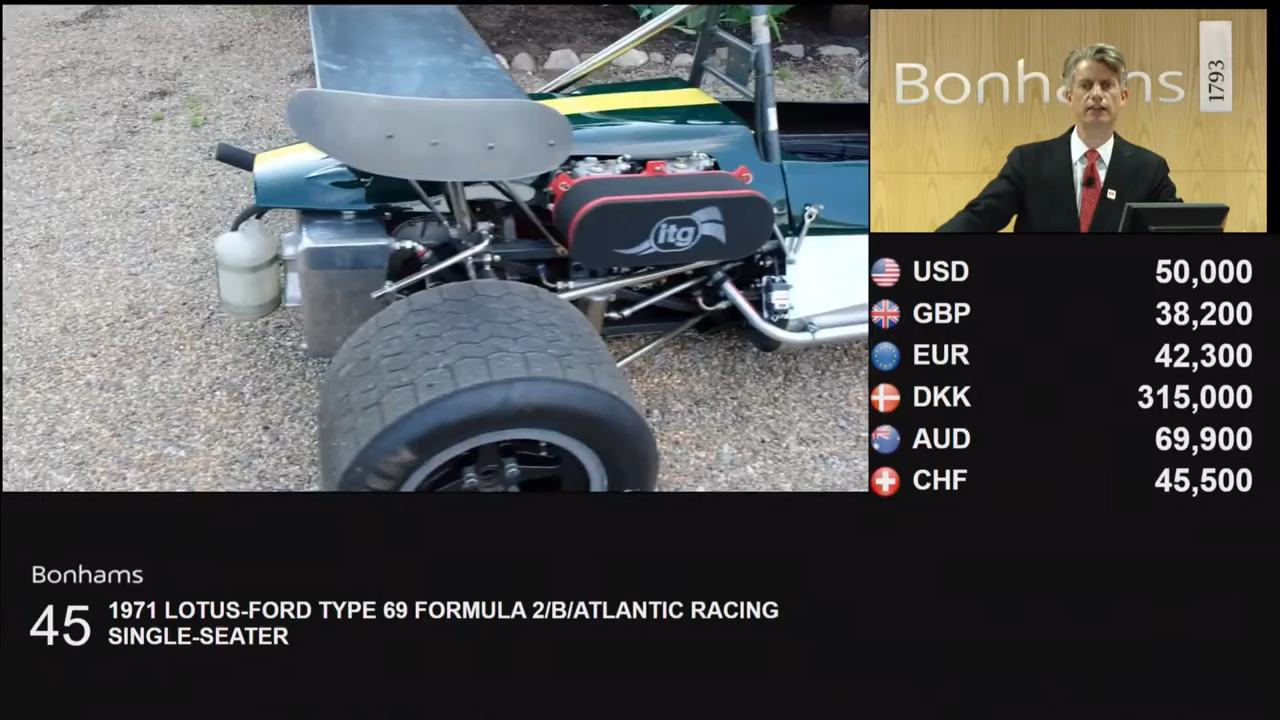 itg
Bonhams
1793
USD 50,000
GBP 38,200
EUR 42,300
DKK 315,000
AUD 69,900
CHF 45,500
Bonhams
45
1971 LOTUS-FORD TYPE 69 FORMULA 2/B/ATLANTIC RACING
SINGLE-SEATER